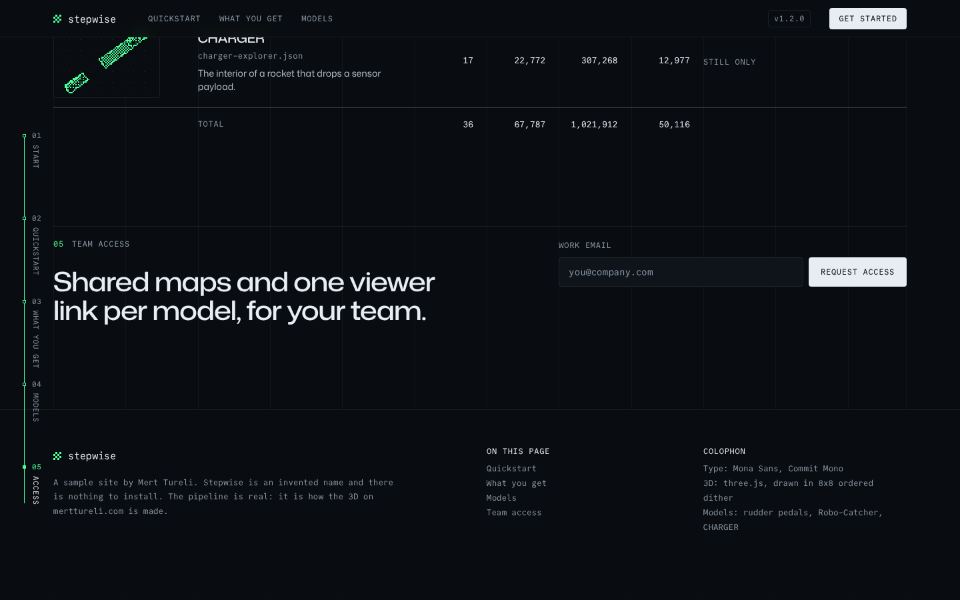 stepwise
QUICKSTART
WHAT YOU GET
MODELS
v1.2.0
GET STARTED
CHARGER
charger-explorer.json
The interior of a rocket that drops a sensor
payload.
17
22,772
307,268
12,977
STILL ONLY
TOTAL
36
67,787
1,021,912
50,116
01
START
02
QUICKSTART
03
WHAT YOU GET
04
MODELS
05
ACCESS
05 TEAM ACCESS
Shared maps and one viewer
link per model, for your team.
WORK EMAIL
you@company.com
REQUEST ACCESS
stepwise
A sample site by Mert Tureli. Stepwise is an invented name and there
is nothing to install. The pipeline is real: it is how the 3D on
merttureli.com is made.
ON THIS PAGE
Quickstart
What you get
Models
Team access
COLOPHON
Type: Mona Sans, Commit Mono
3D: three.js, drawn in 8x8 ordered
dither
Models: rudder pedals, Robo-Catcher,
CHARGER